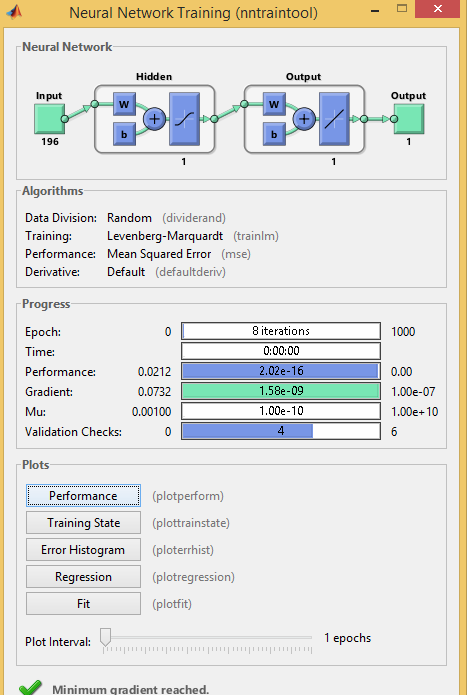 Neural Network Training (nntraintool)
Neural Network
Hidden
Output
Input
Output
W
W
b
b
196
1
1
1
Algorithms
Data Division: Random (dividerand)
Training: Levenberg-Marquardt (trainlm)
Performance: Mean Squared Error (mse)
Derivative: Default (defaultderiv)
Progress
Epoch: 0 8 iterations 1000
Time: 0:00:00
Performance: 0.0212 2.02e-16 0.00
Gradient: 0.0732 1.58e-09 1.00e-07
Mu: 0.00100 1.00e-10 1.00e+10
Validation Checks: 0 4 6
Plots
Performance (plotperform)
Training State (plottrainstate)
Error Histogram (ploterrhist)
Regression (plotregression)
Fit (plotfit)
Plot Interval: 1 epochs
Minimum gradient reached.